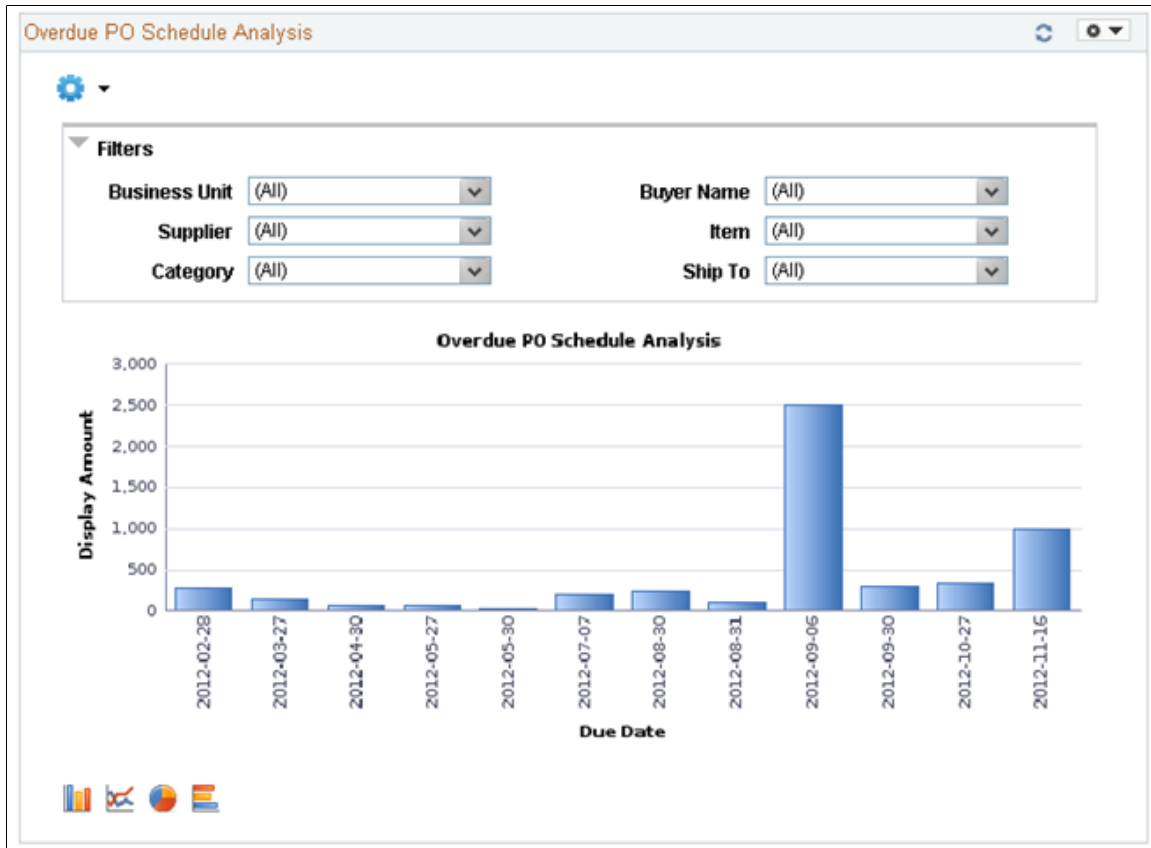 Overdue PO Schedule Analysis
Filters
Business Unit (All) Buyer Name (All)
Supplier (All) Item (All)
Category (All) Ship To (All)
Overdue PO Schedule Analysis
3,000
2,500
2,000
1,500
1,000
500
0
Display Amount
2012-02-28
2012-03-27
2012-04-30
2012-05-27
2012-05-30
2012-07-07
2012-08-30
2012-08-31
2012-09-06
2012-09-30
2012-10-27
2012-11-16
Due Date